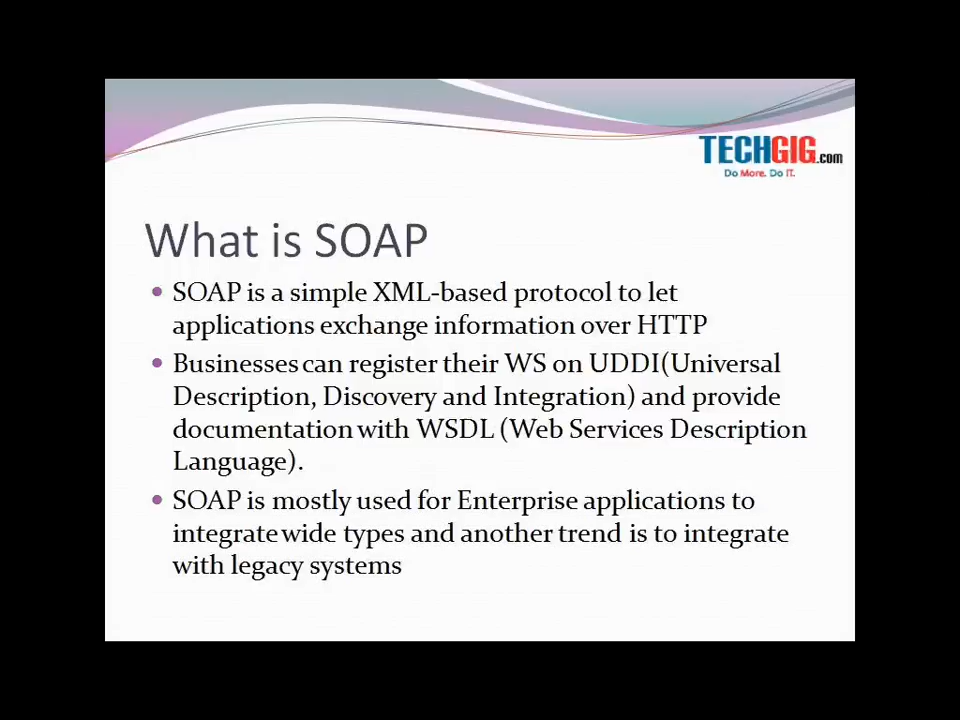 TECHGIG.com
Do More. Do IT.
What is SOAP
• SOAP is a simple XML-based protocol to let
applications exchange information over HTTP
• Businesses can register their WS on UDDI(Universal
Description, Discovery and Integration) and provide
documentation with WSDL (Web Services Description
Language).
• SOAP is mostly used for Enterprise applications to
integrate wide types and another trend is to integrate
with legacy systems